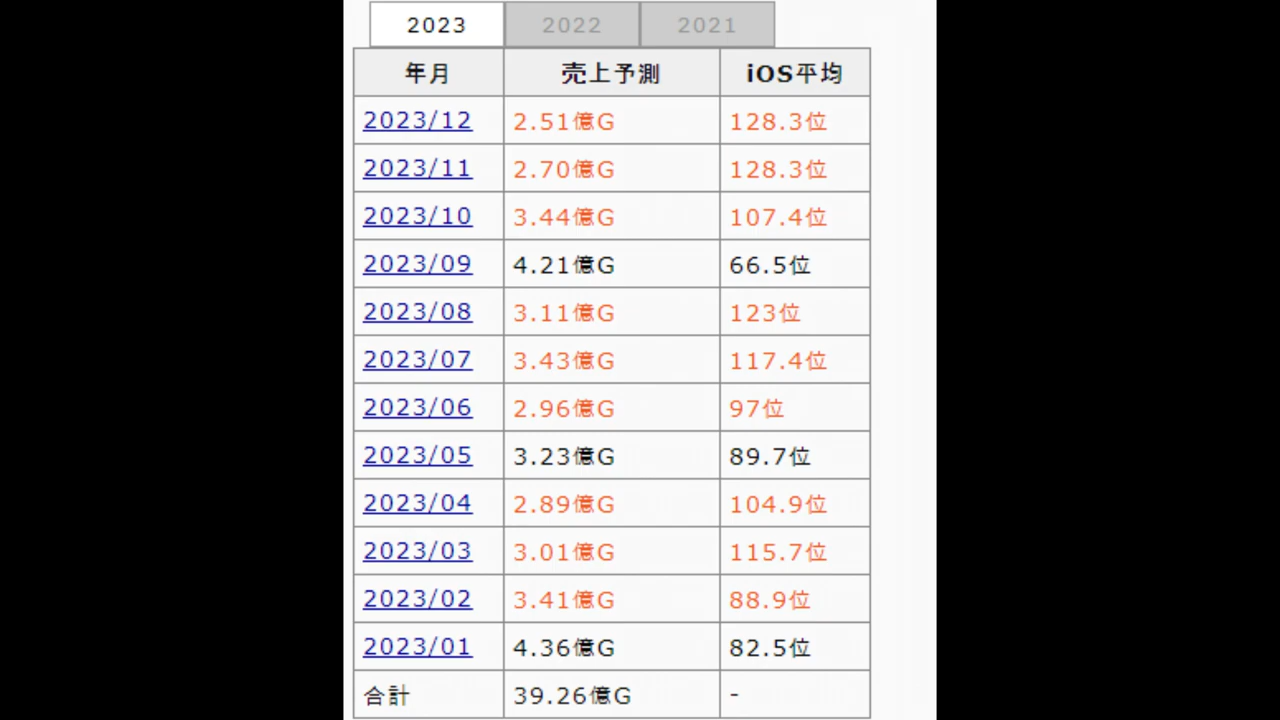 2023 2022 2021
年月 売上予測 iOS平均
2023/12 2.51億G 128.3位
2023/11 2.70億G 128.3位
2023/10 3.44億G 107.4位
2023/09 4.21億G 66.5位
2023/08 3.11億G 123位
2023/07 3.43億G 117.4位
2023/06 2.96億G 97位
2023/05 3.23億G 89.7位
2023/04 2.89億G 104.9位
2023/03 3.01億G 115.7位
2023/02 3.41億G 88.9位
2023/01 4.36億G 82.5位
合計 39.26億G -